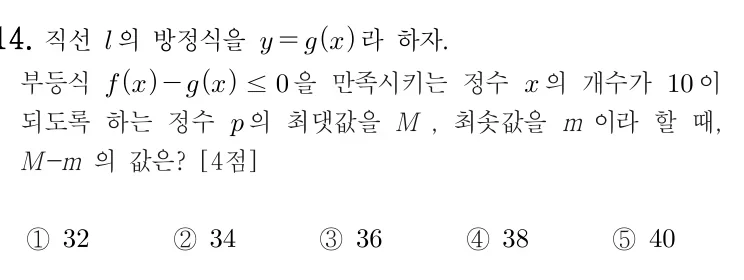 14. 직선 l의 방정식을 y=g(x)라 하자.
부등식 f(x)-g(x)≤0을 만족시키는 정수 x의 개수가 10이
되도록 하는 정수 p의 최댓값을 M, 최솟값을 m이라 할 때,
M-m의 값은? [4점]
① 32 ② 34 ③ 36 ④ 38 ⑤ 40